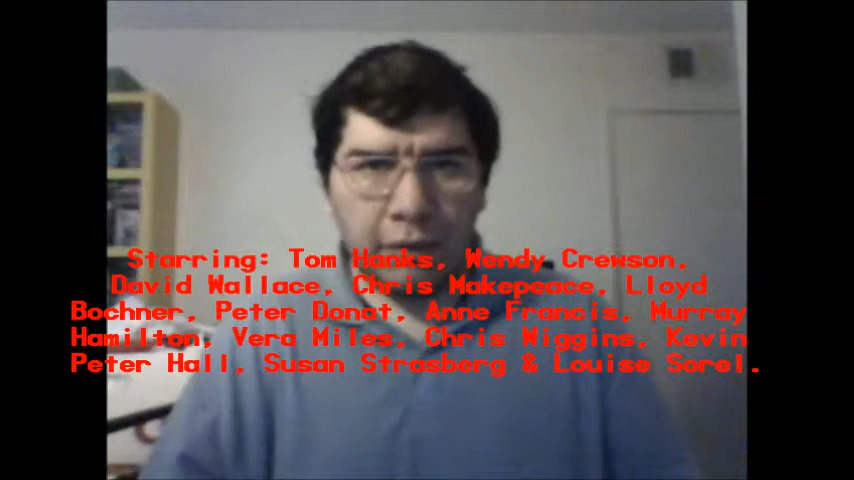 Starring: Tom Hanks, Wendy Crewson,
David Wallace, Chris Makepeace, Lloyd
Bochner, Peter Donat, Anne Francis, Murray
Hamilton, Vera Miles, Chris Wiggins, Kevin
Peter Hall, Susan Strasberg & Louise Sorel.